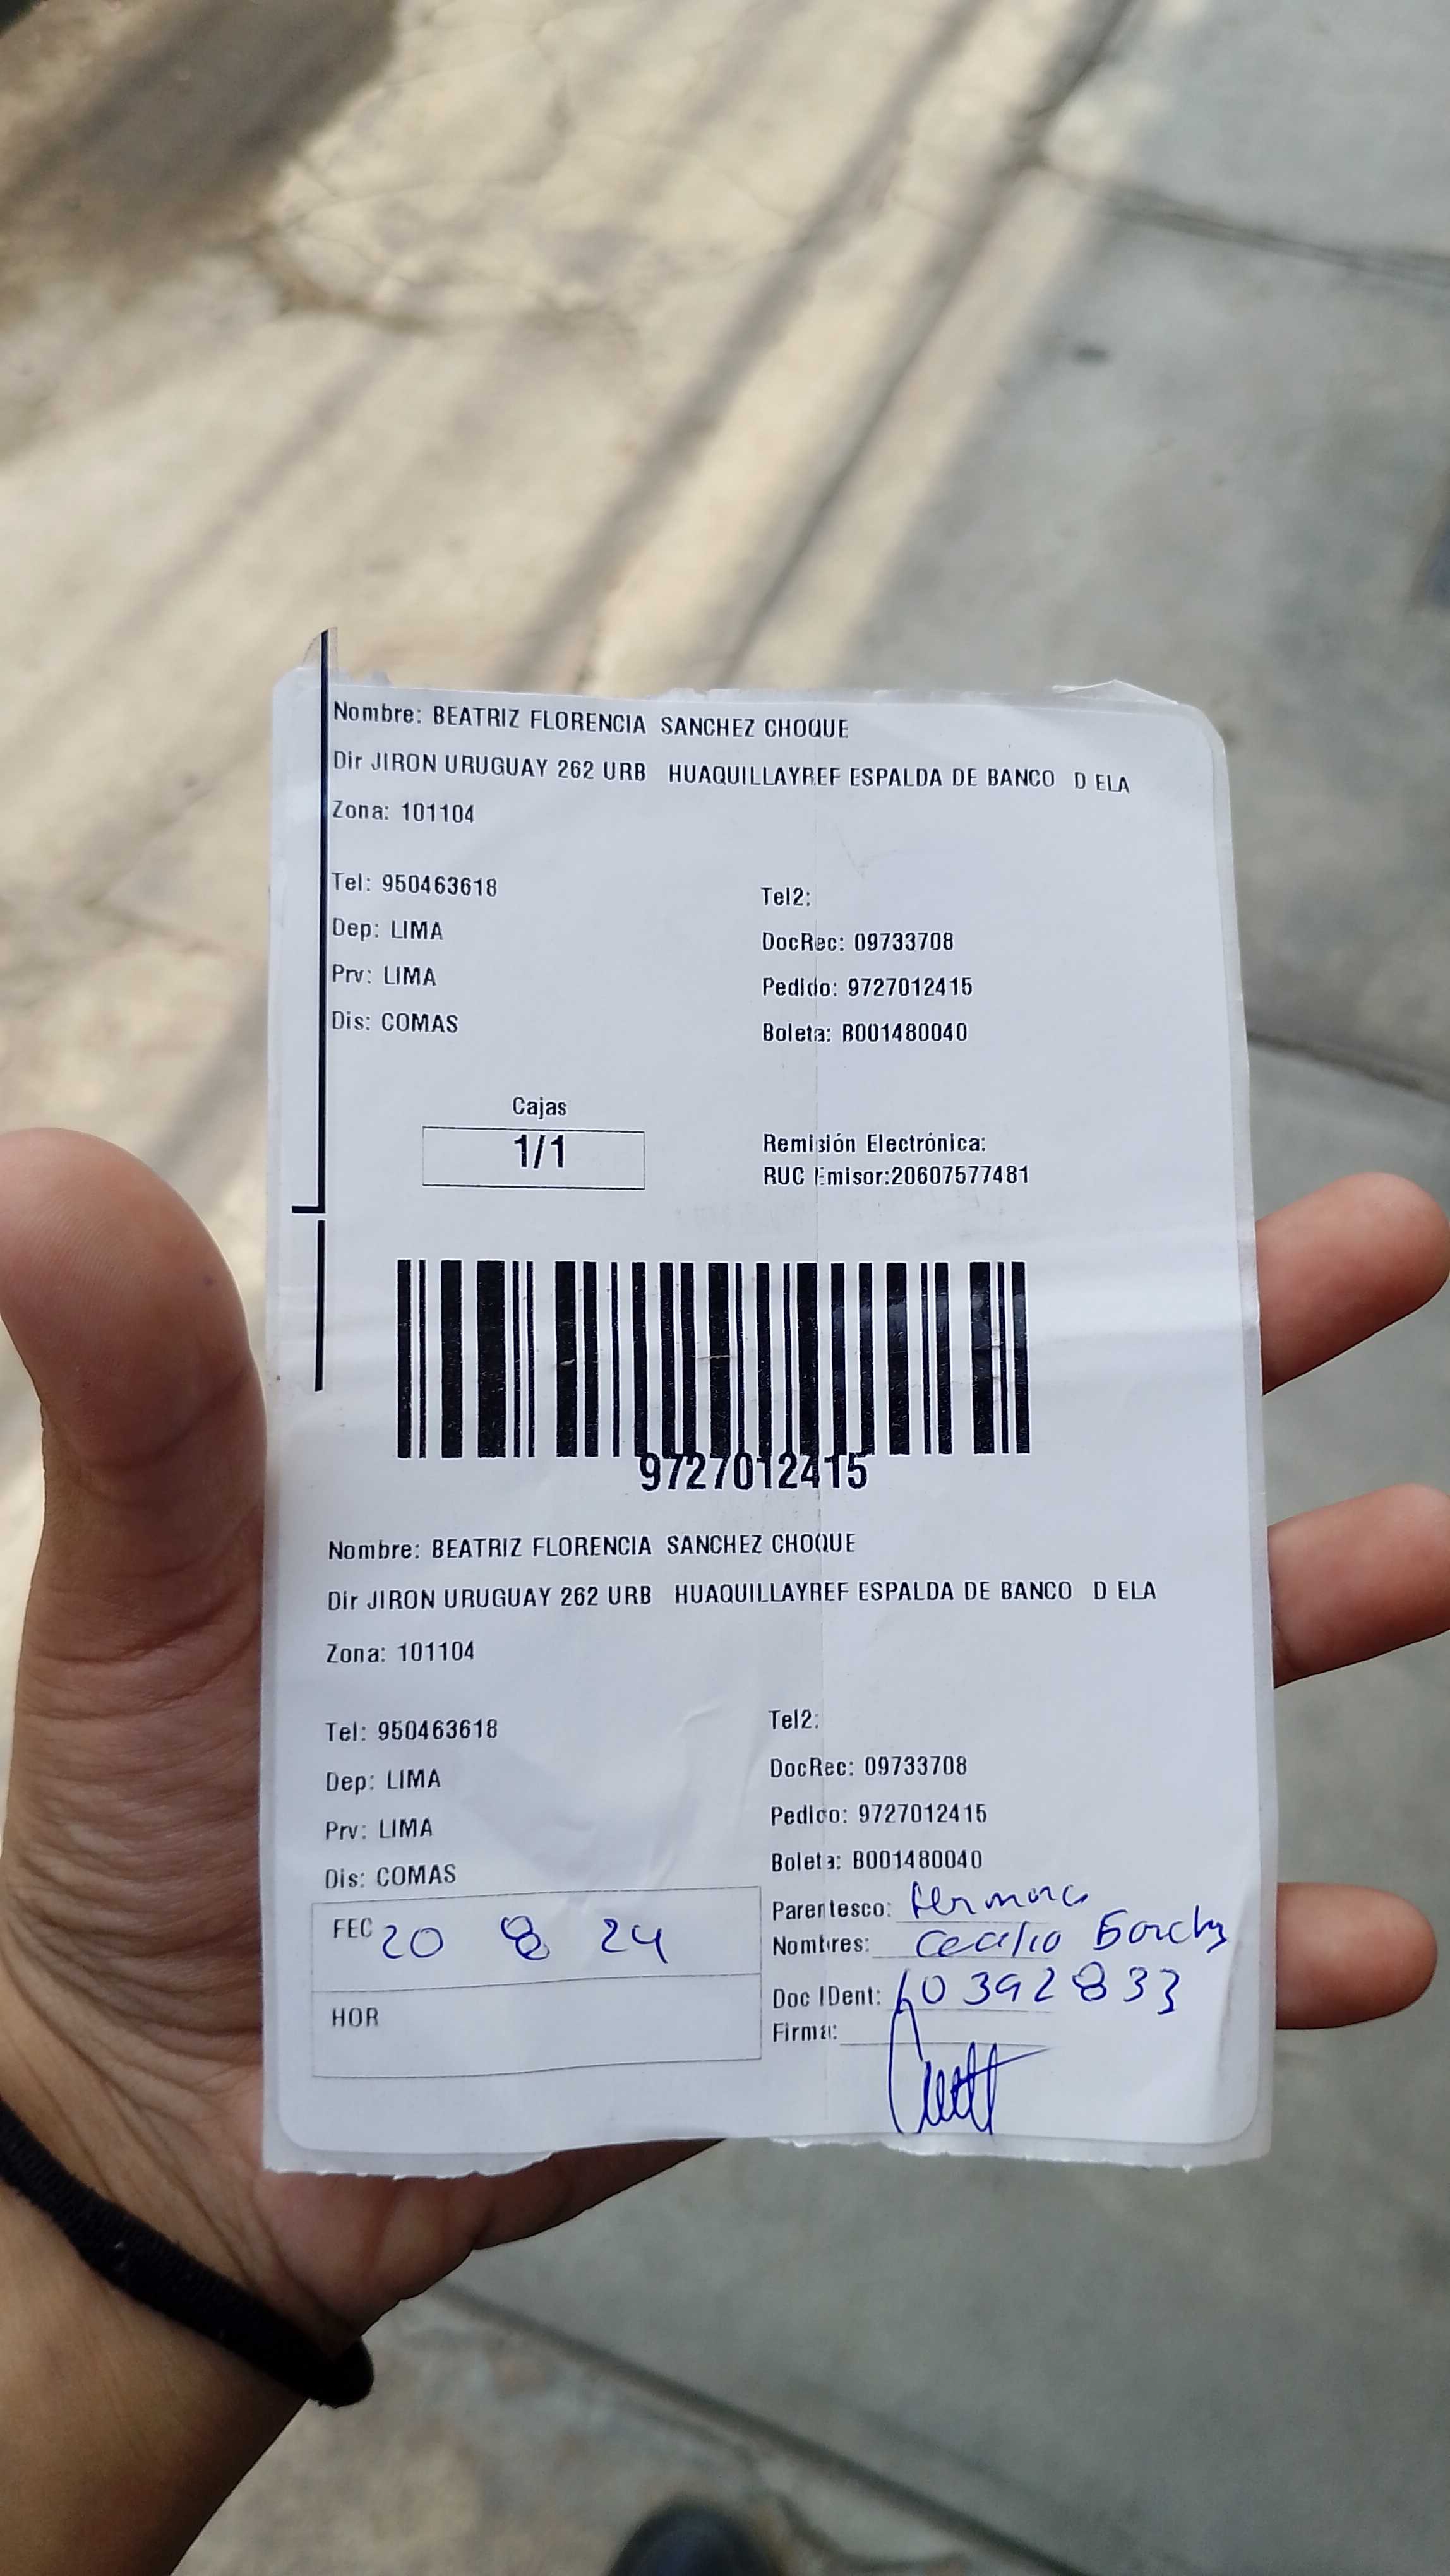 Nombre: BEATRIZ FLORENCIA SANCHEZ CHOQUE
Dir JIRON URUGUAY 262 URB HUAQUILLAYREF ESPALDA DE BANCO D ELA
Zona: 101104
Tel: 950463618
Tel2:
Dep: LIMA
DocRec: 09733708
Prv: LIMA
Pedido: 9727012415
Dis: COMAS
Boleta: B001480040
Cajas
1/1
Remisión Electrónica:
RUC Emisor:20607577481
9727012415
Nombre: BEATRIZ FLORENCIA SANCHEZ CHOQUE
Dir JIRON URUGUAY 262 URB HUAQUILLAYREF ESPALDA DE BANCO D ELA
Zona: 101104
Tel: 950463618
Tel2:
Dep: LIMA
DocRec: 09733708
Prv: LIMA
Pedido: 9727012415
Dis: COMAS
Boleta: B001480040
FEC 20 8 24
HOR
Parentesco: Hermana
Nombres:
Doc IDent: 60392833
Firma: